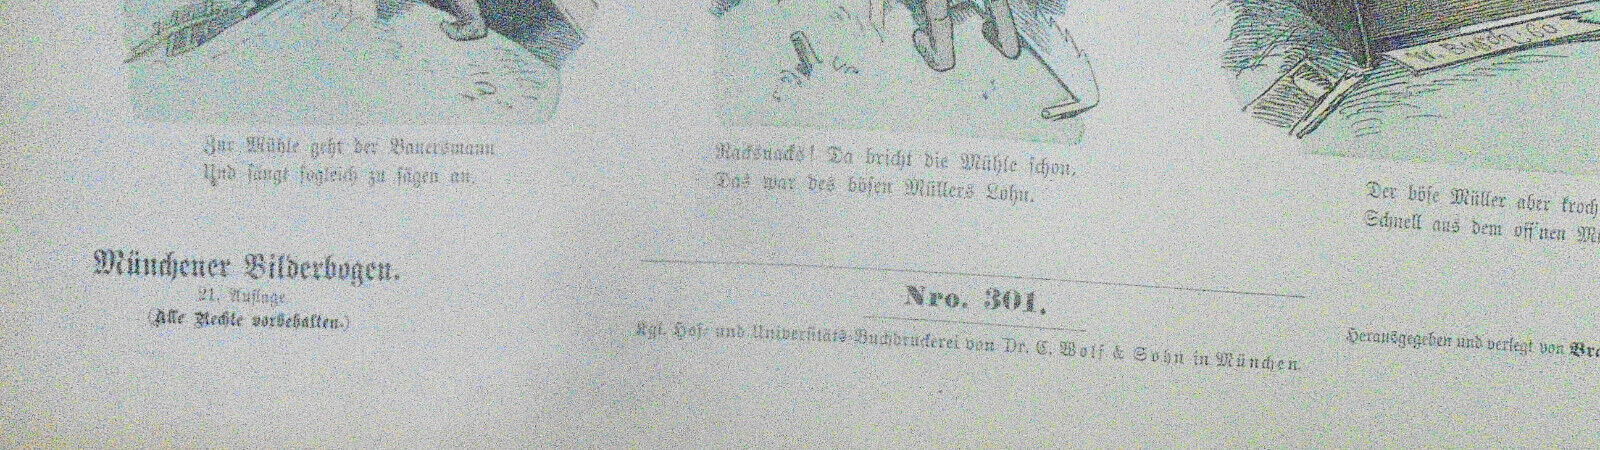 W. Busch. Co
Zur Mühle geht der Bauersmann
Und fängt sogleich zu sägen an.
Racksnacks! Da bricht die Mühle schon,
Das war des bösen Müllers Lohn.
Der böse Müller aber kroch
Schnell aus dem off'nen
Münchener Bilderbogen.
21. Auflage
(Alle Rechte vorbehalten.)
Nro. 301.
Kgl. Hof- und Universitäts-Buchdruckerei von Dr. C. Wolf & Sohn in München.
Herausgegeben und verlegt von